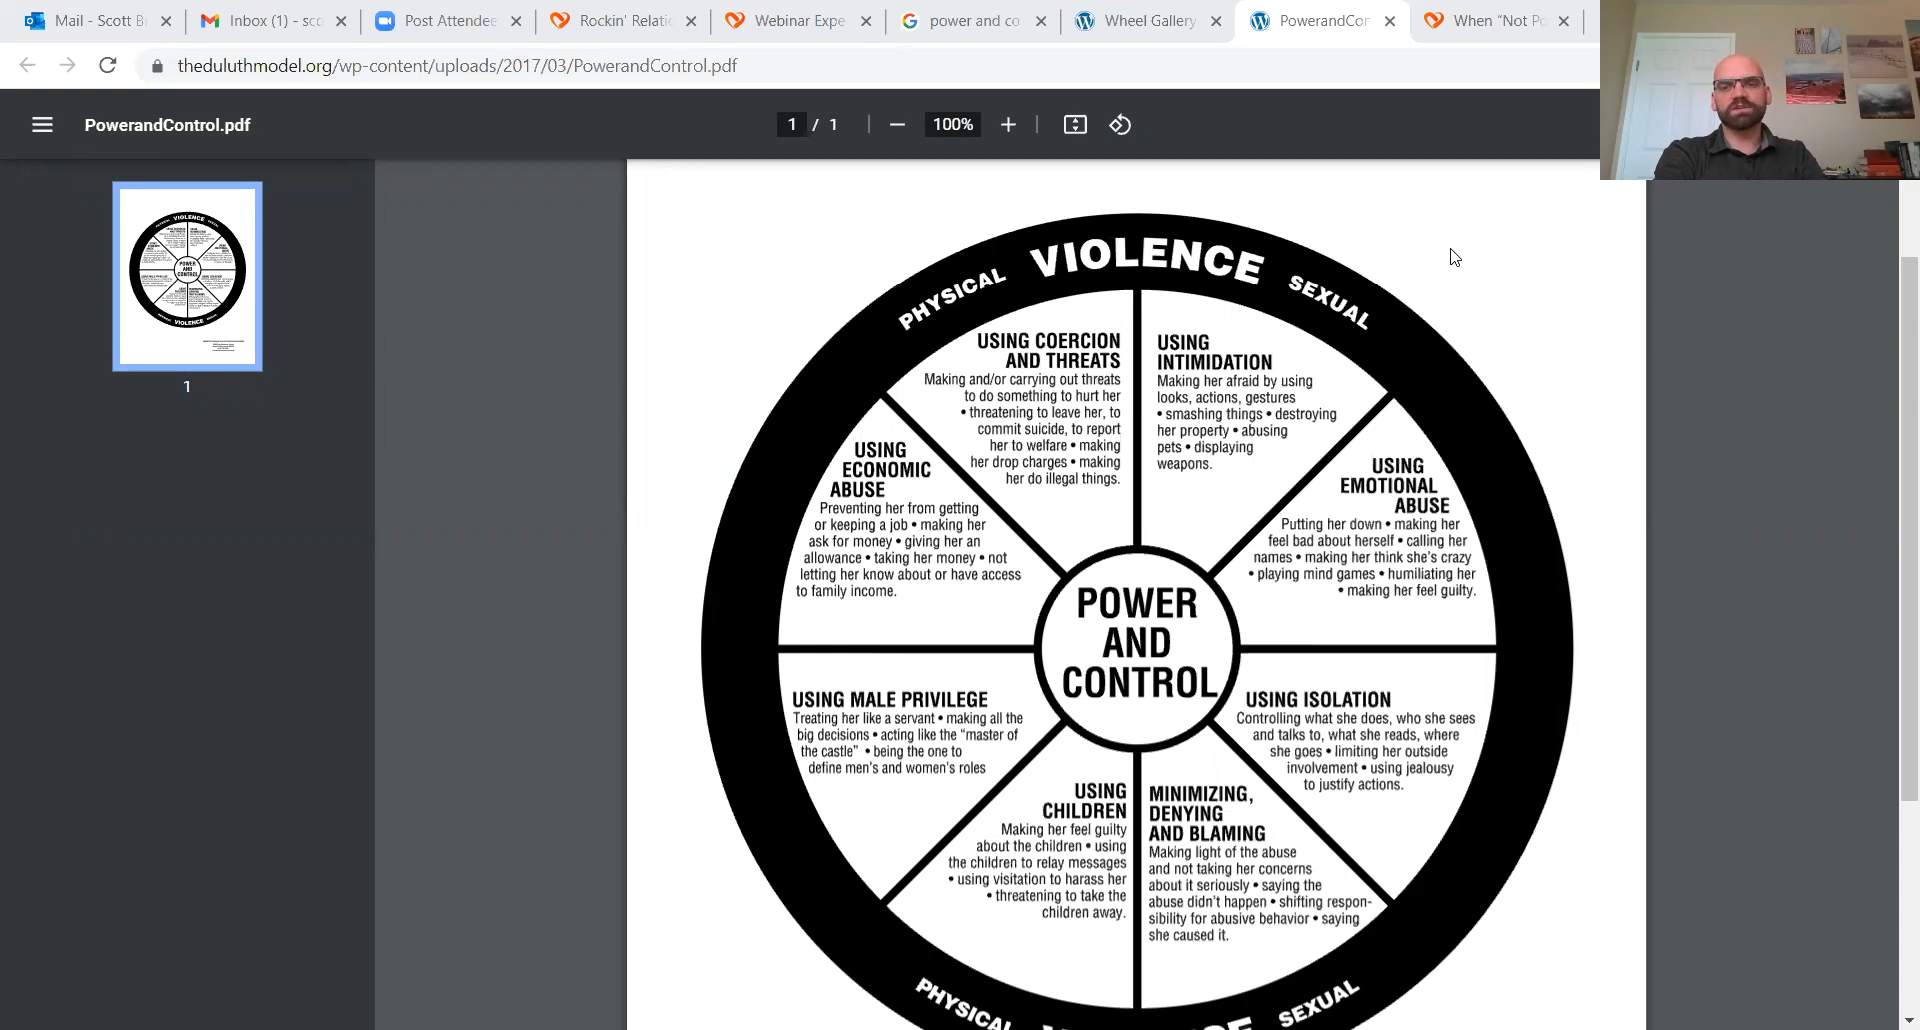 Mail - Scott B
Inbox (1) - sco
Post Attendee
Rockin' Relati
Webinar Expe
power and co
Wheel Gallery
PowerandCor
When “Not Po
theduluthmodel.org/wp-content/uploads/2017/03/PowerandControl.pdf
PowerandControl.pdf
1 / 1
100%
1
PHYSICAL VIOLENCE SEXUAL
USING COERCION
AND THREATS
Making and/or carrying out threats
to do something to hurt her
• threatening to leave her, to
commit suicide, to report
her to welfare • making
her drop charges • making
her do illegal things.
USING
INTIMIDATION
Making her afraid by using
looks, actions, gestures
• smashing things • destroying
her property • abusing
pets • displaying
weapons.
USING
EMOTIONAL
ABUSE
Putting her down • making her
feel bad about herself • calling her
names • making her think she's crazy
• playing mind games • humiliating her
• making her feel guilty.
USING ISOLATION
Controlling what she does, who she sees
and talks to, what she reads, where
she goes • limiting her outside
involvement • using jealousy
to justify actions.
MINIMIZING,
DENYING
AND BLAMING
Making light of the abuse
and not taking her concerns
about it seriously • saying the
abuse didn't happen • shifting respon-
sibility for abusive behavior • saying
she caused it.
USING
CHILDREN
Making her feel guilty
about the children • using
the children to relay messages
• using visitation to harass her
• threatening to take the
children away.
USING MALE PRIVILEGE
Treating her like a servant • making all the
big decisions • acting like the “master of
the castle” • being the one to
define men's and women's roles
USING
ECONOMIC
ABUSE
Preventing her from getting
or keeping a job • making her
ask for money • giving her an
allowance • taking her money • not
letting her know about or have access
to family income.
POWER
AND
CONTROL
PHYSICAL VIOLENCE SEXUAL